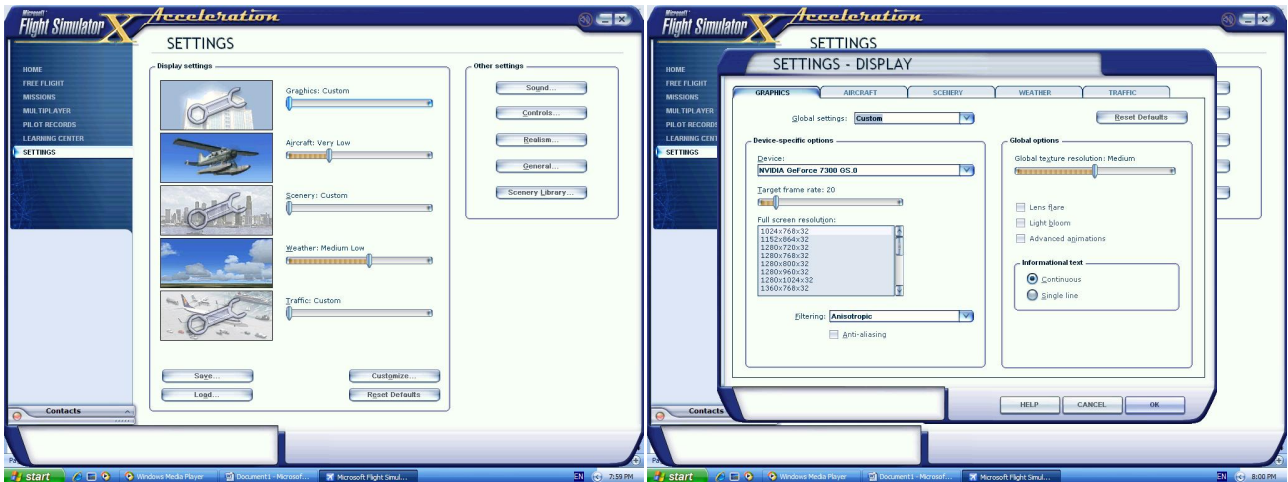 Microsoft
Flight Simulator X
Acceleration
SETTINGS
HOME
FREE FLIGHT
MISSIONS
MULTIPLAYER
PILOT RECORDS
LEARNING CENTER
SETTINGS
Display settings
Graphics: Custom
Aircraft: Very Low
Scenery: Custom
Weather: Medium Low
Traffic: Custom
Save...
Customize...
Load...
Reset Defaults
Other settings
Sound...
Controls...
Realism...
General...
Scenery Library...
Contacts
start
Windows Media Player
Document1 - Microsof...
Microsoft Flight Simul...
EN
7:59 PM
Microsoft
Flight Simulator X
Acceleration
SETTINGS
HOME
FREE FLIGHT
MISSIONS
MULTIPLAYER
PILOT RECORDS
LEARNING CENT
SETTINGS
SETTINGS - DISPLAY
GRAPHICS
AIRCRAFT
SCENERY
WEATHER
TRAFFIC
Global settings: Custom
Reset Defaults
Device-specific options
Device:
NVIDIA GeForce 7300 GS.0
Target frame rate: 20
Full screen resolution:
1024x768x32
1152x864x32
1280x720x32
1280x768x32
1280x800x32
1280x960x32
1280x1024x32
1360x768x32
Filtering: Anisotropic
Anti-aliasing
Global options
Global texture resolution: Medium
Lens flare
Light bloom
Advanced animations
Informational text
Continuous
Single line
HELP
CANCEL
OK
Contacts
start
Windows Media Player
Document1 - Microsof...
Microsoft Flight Simul...
EN
8:00 PM